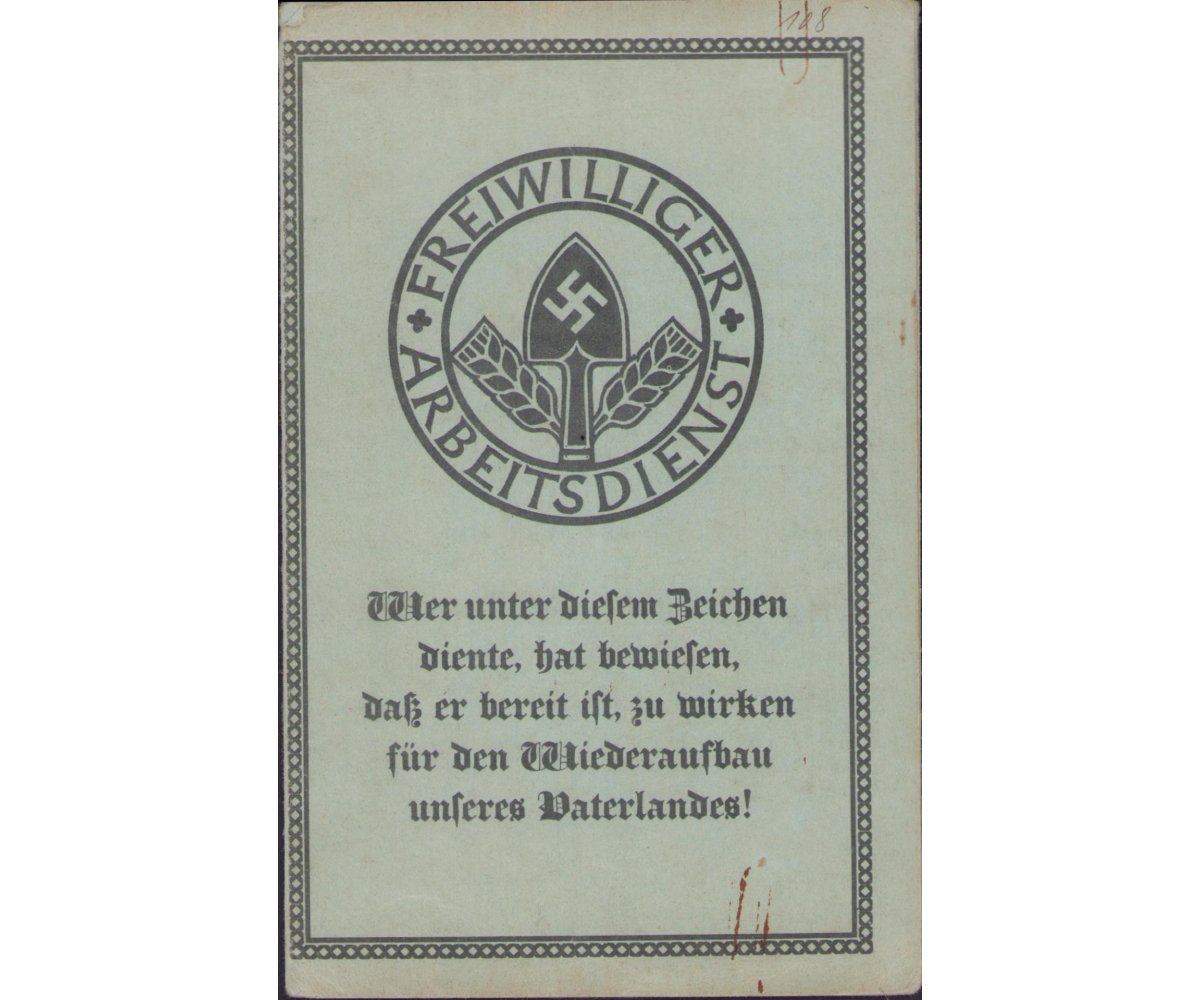 198
FREIWILLIGER
ARBEITSDIENST
Wer unter dieſem Zeichen
diente, hat bewieſen,
daß er bereit iſt, zu wirken
für den Wiederaufbau
unſeres Vaterlandes!